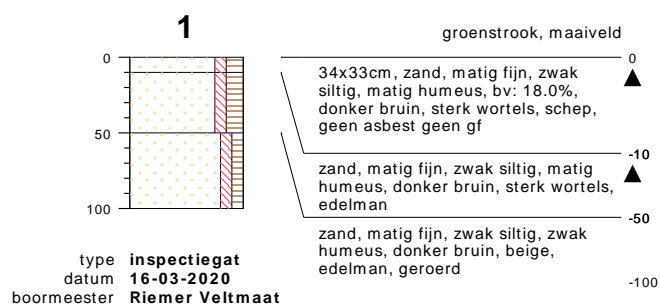 1
groenstrook, maaiveld
0
0
34x33cm, zand, matig fijn, zwak
siltig, matig humeus, bv: 18.0%,
donker bruin, sterk wortels, schep,
geen asbest geen gf
-10
50
zand, matig fijn, zwak siltig, matig
humeus, donker bruin, sterk wortels,
edelman
-50
100
zand, matig fijn, zwak siltig, zwak
humeus, donker bruin, beige,
edelman, geroerd
-100
type inspectiegat
datum 16-03-2020
boormeester Riemer Veltmaat